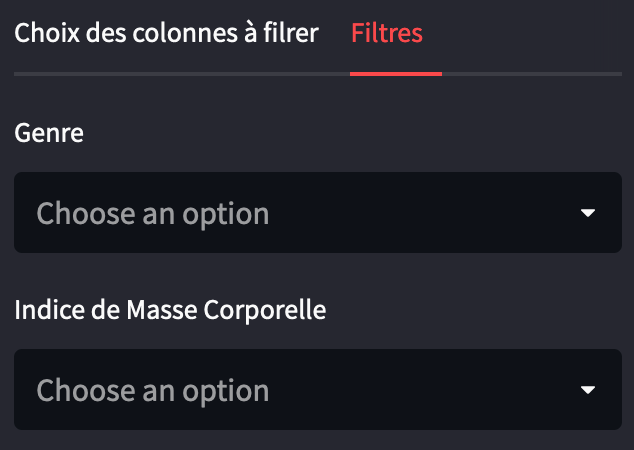 Choix des colonnes à filrer Filtres
Genre
Choose an option
Indice de Masse Corporelle
Choose an option